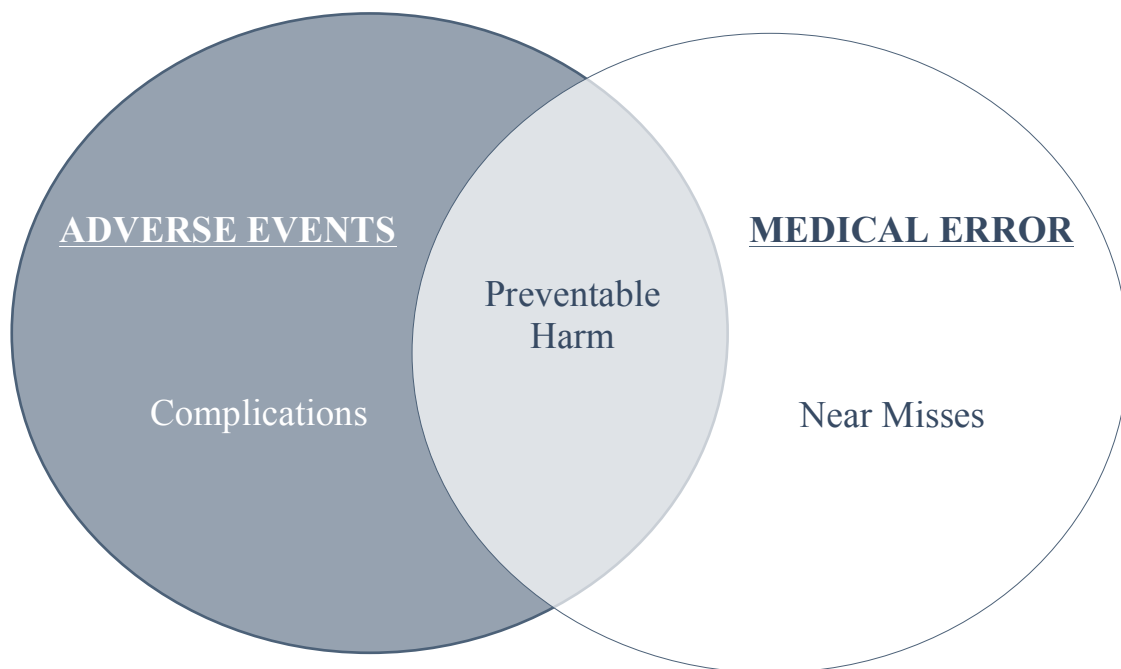 ADVERSE EVENTS
MEDICAL ERROR
Preventable
Harm
Complications
Near Misses